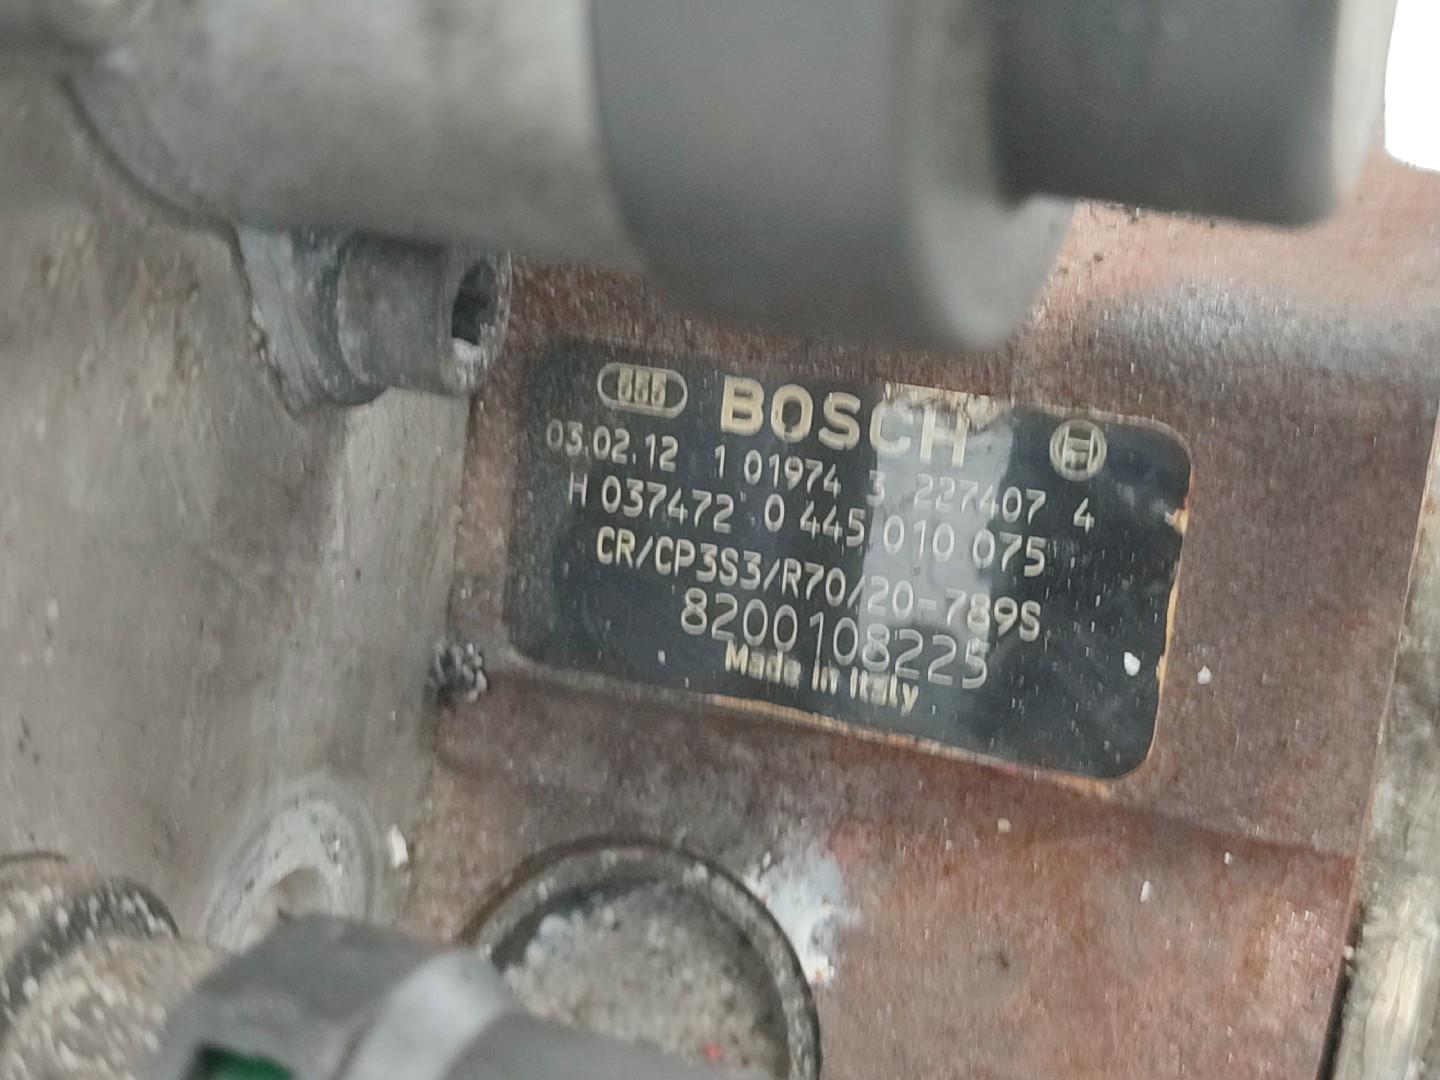 BOSCH
03.02.12 1 01974 3 227407 4
H 037472 0 445 010 075
CR/CP3S3/R70/20-789S
8200108225
Made in Italy